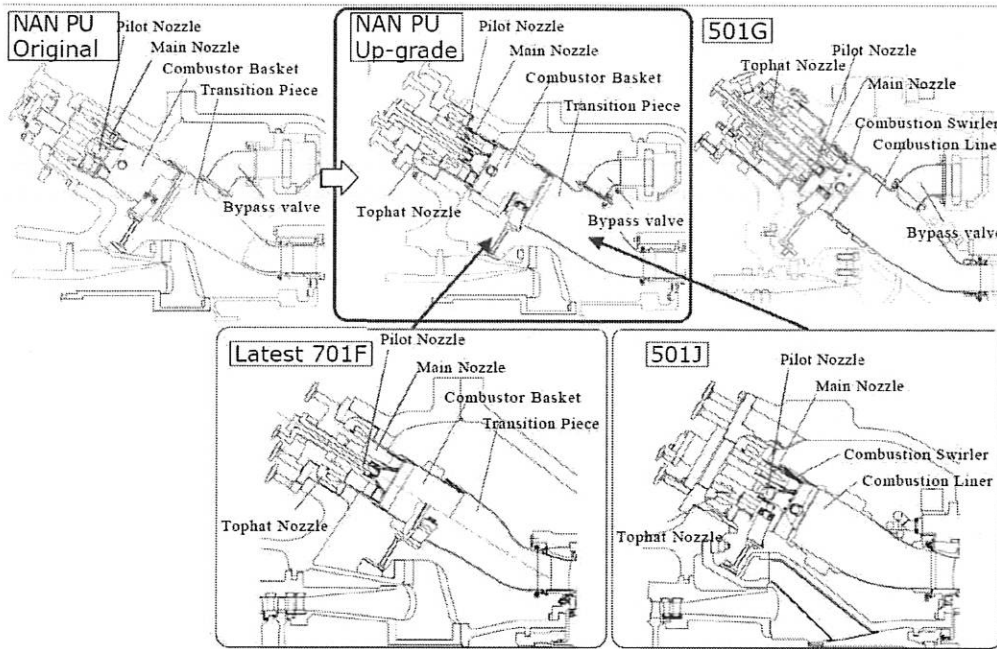 NAN PU
Original
Pilot Nozzle
Main Nozzle
Combustor Basket
Transition Piece
Bypass valve
NAN PU
Up-grade
Pilot Nozzle
Main Nozzle
Combustor Basket
Transition Piece
Tophat Nozzle
Bypass valve
501G
Pilot Nozzle
Tophat Nozzle
Main Nozzle
Combustion Swirler
Combustion Liner
Bypass valve
Latest 701F
Pilot Nozzle
Main Nozzle
Combustor Basket
Transition Piece
Tophat Nozzle
501J
Pilot Nozzle
Main Nozzle
Combustion Swirler
Combustion Liner
Tophat Nozzle